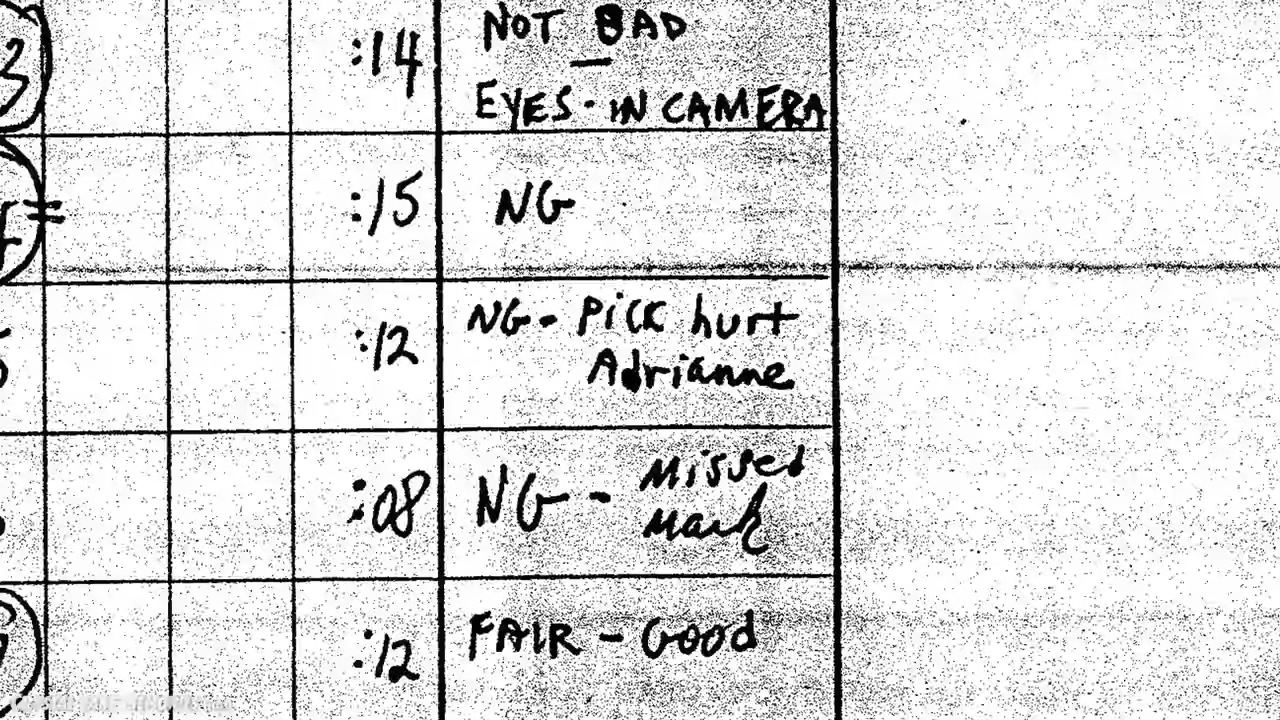 3
:14
NOT BAD
EYES - IN CAMERA
:15
NG
:12
NG - Pick hurt
Adrianne
:08
NG - Missed
Mark
:12
FAIR - Good